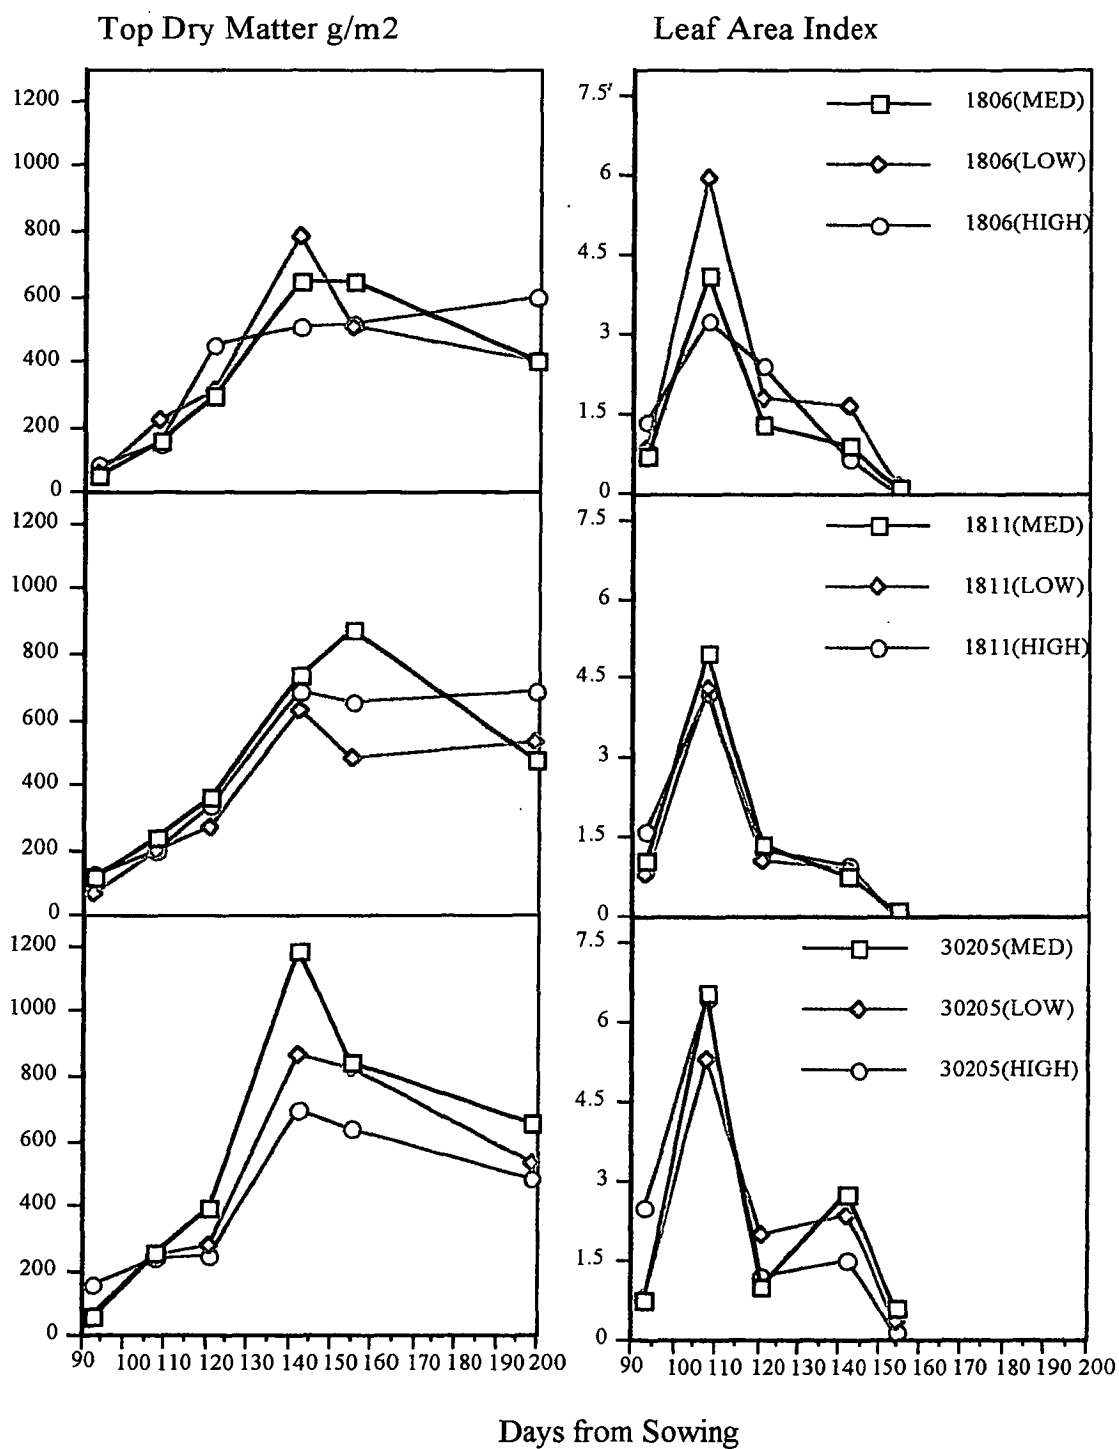 Top Dry Matter g/m2
Leaf Area Index
1200
1000
800
600
400
200
0
7.5'
6
4.5
3
1.5
0
1806(MED)
1806(LOW)
1806(HIGH)
1200
1000
800
600
400
200
0
7.5
6
4.5
3
1.5
0
1811(MED)
1811(LOW)
1811(HIGH)
1200
1000
800
600
400
200
0
7.5
6
4.5
3
1.5
0
30205(MED)
30205(LOW)
30205(HIGH)
90 100 110 120 130 140 150 160 170 180 190 200
90 100 110 120 130 140 150 160 170 180 190 200
Days from Sowing